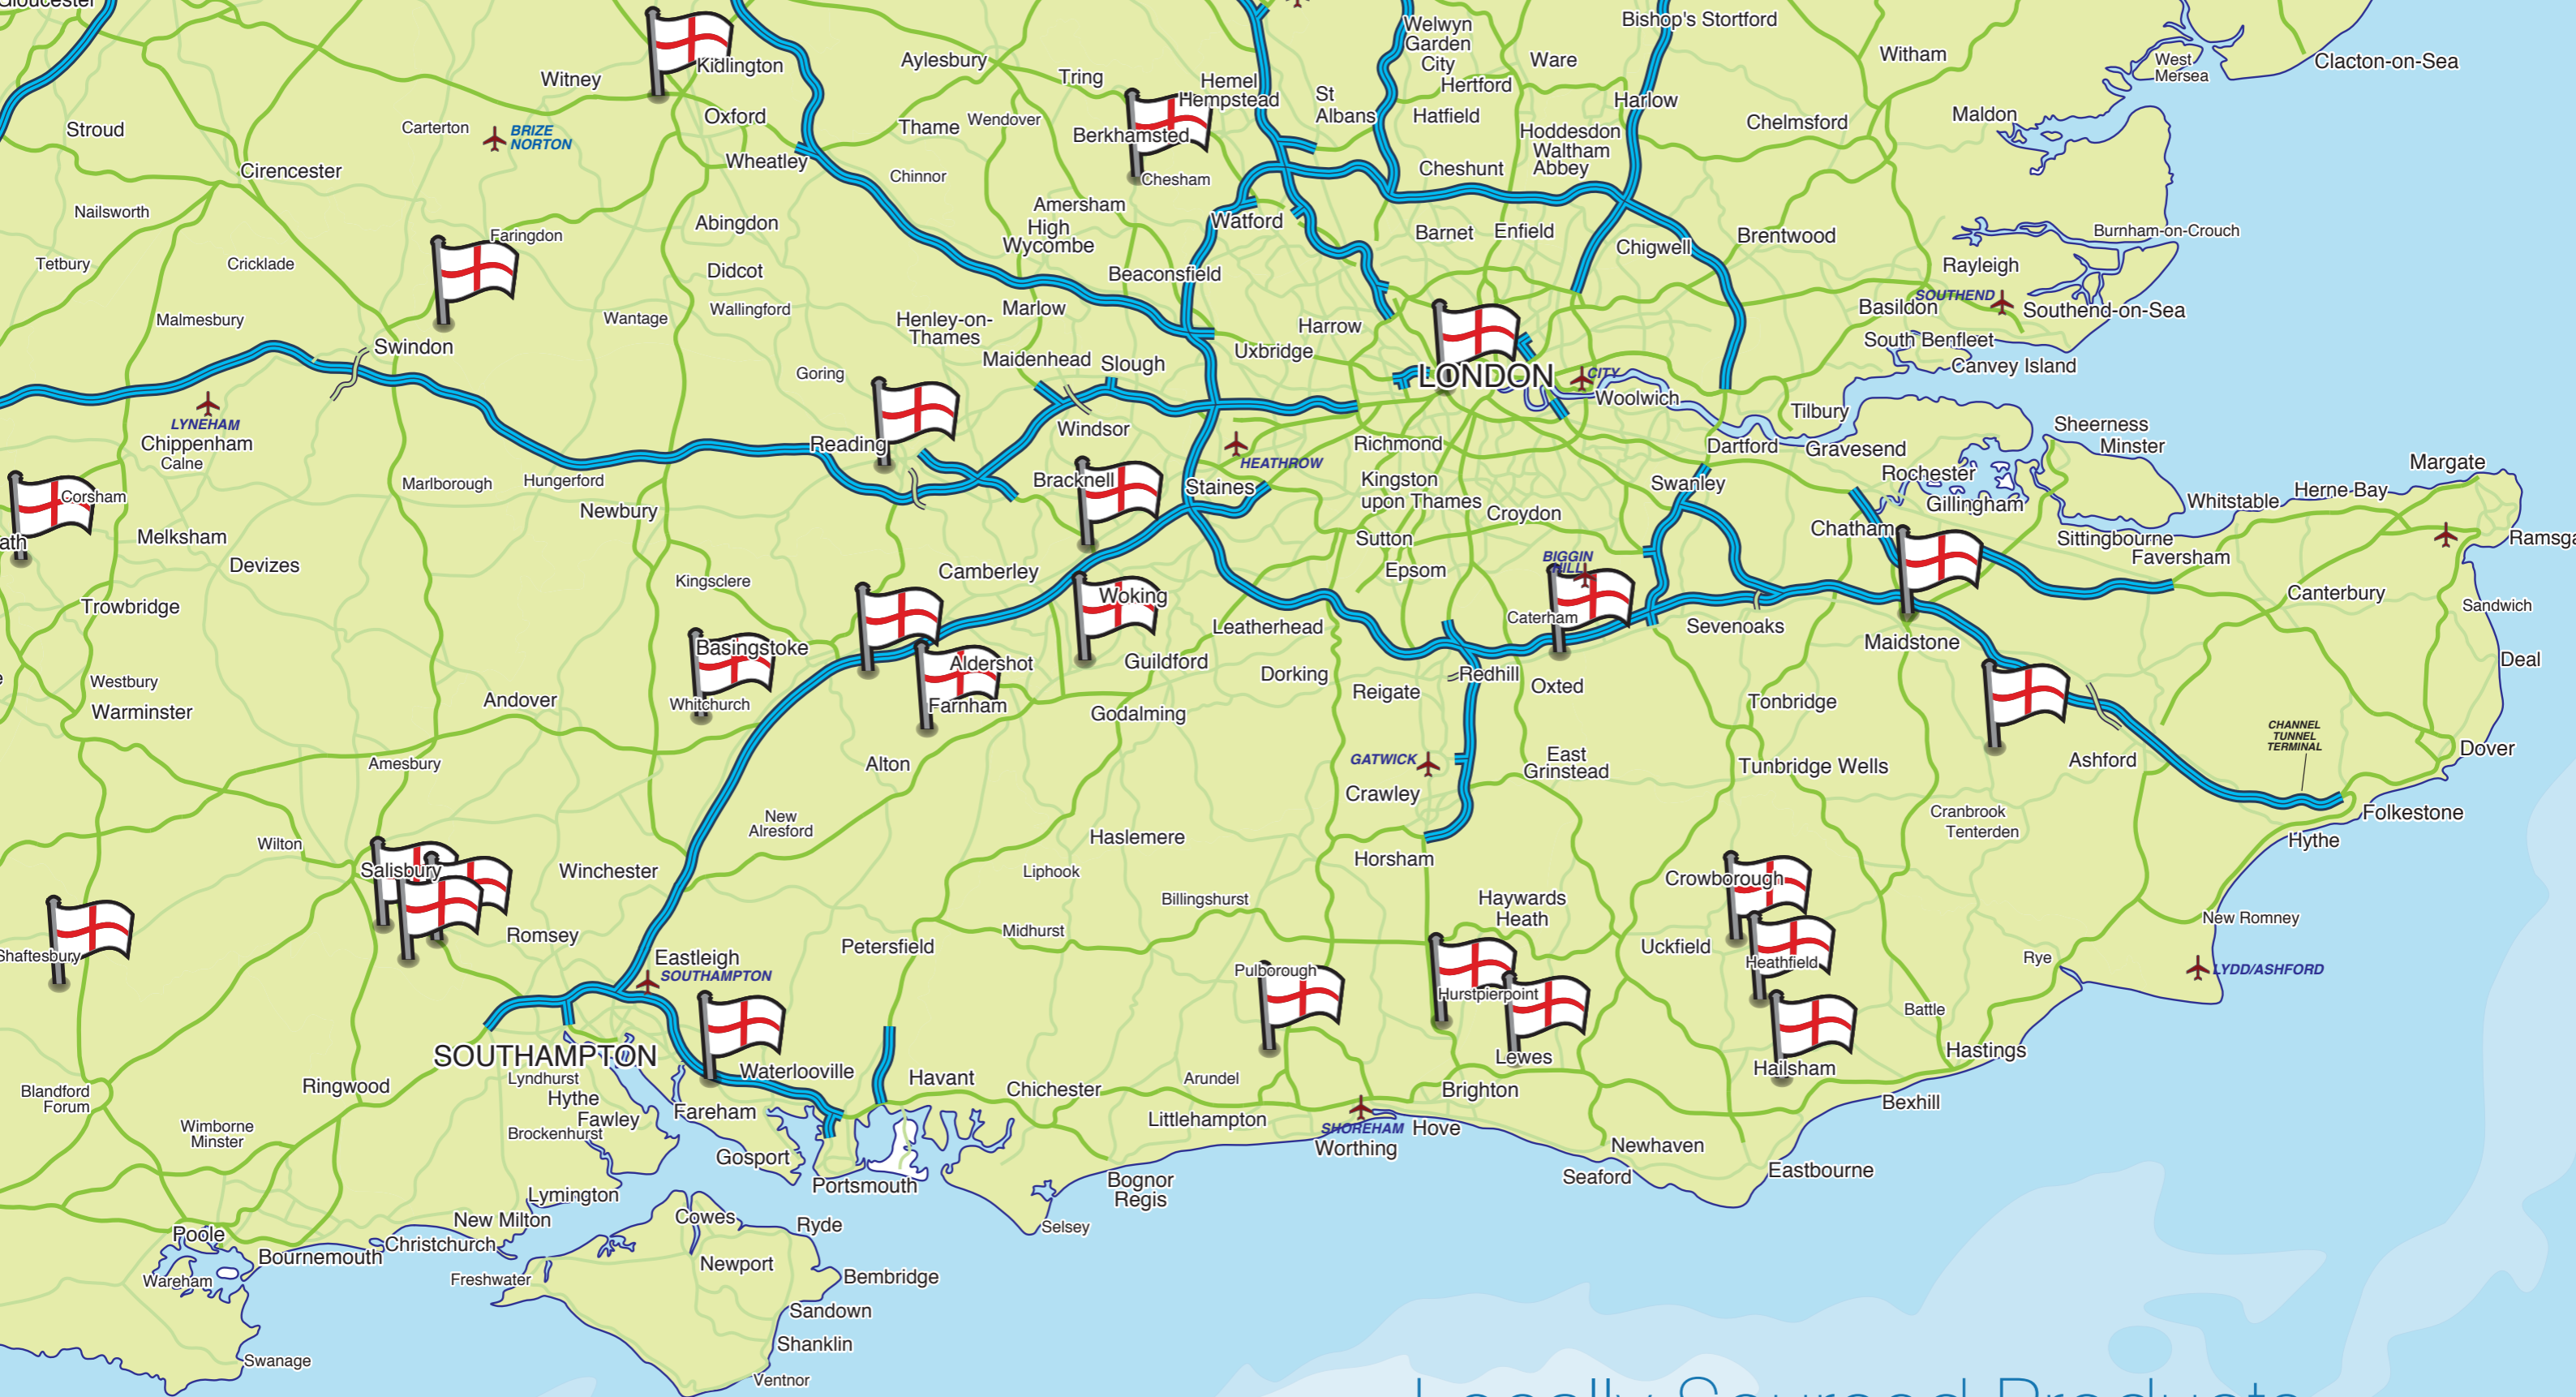 Gloucester
Bishop's Stortford
Welwyn
Garden
City
Ware
Witham
West
Mersea
Clacton-on-Sea
Kidlington
Witney
Aylesbury
Tring
Hemel
Hempstead
St
Albans
Hertford
Hatfield
Harlow
Maldon
Stroud
Carterton
BRIZE
NORTON
Oxford
Thame
Wendover
Berkhamsted
Hoddesdon
Waltham
Abbey
Chelmsford
Cirencester
Wheatley
Chinnor
Chesham
Cheshunt
Nailsworth
Abingdon
Amersham
High
Wycombe
Watford
Barnet
Enfield
Chigwell
Brentwood
Burnham-on-Crouch
Faringdon
Tetbury
Cricklade
Didcot
Beaconsfield
Rayleigh
Malmesbury
Wantage
Wallingford
Henley-on-
Thames
Marlow
Harrow
Basildon
SOUTHEND
Southend-on-Sea
Swindon
Maidenhead
Slough
Uxbridge
South Benfleet
Canvey Island
Goring
LONDON
CITY
Woolwich
Tilbury
LYNEHAM
Chippenham
Calne
Reading
Windsor
HEATHROW
Richmond
Dartford
Gravesend
Sheerness
Minster
Margate
Corsham
Marlborough
Hungerford
Newbury
Bracknell
Staines
Kingston
upon Thames
Croydon
Swanley
Rochester
Gillingham
Whitstable
Herne-Bay
ath
Melksham
Devizes
Sutton
Chatham
Sittingbourne
Faversham
Ramsga
Kingsclere
Camberley
Epsom
BIGGIN
HILL
Canterbury
Sandwich
Trowbridge
Woking
Leatherhead
Caterham
Sevenoaks
Maidstone
Basingstoke
Aldershot
Guildford
Dorking
Redhill
Deal
Westbury
Warminster
Andover
Whitchurch
Farnham
Godalming
Reigate
Oxted
Tonbridge
CHANNEL
TUNNEL
TERMINAL
Amesbury
Alton
GATWICK
East
Grinstead
Tunbridge Wells
Ashford
Dover
Crawley
New
Alresford
Haslemere
Cranbrook
Tenterden
Folkestone
Hythe
Wilton
Salisbury
Winchester
Liphook
Horsham
Crowborough
Billingshurst
Haywards
Heath
New Romney
Shaftesbury
Romsey
Petersfield
Midhurst
Uckfield
Heathfield
Rye
LYDD/ASHFORD
Eastleigh
SOUTHAMPTON
Pulborough
Hurstpierpoint
Battle
SOUTHAMPTON
Waterlooville
Lewes
Hailsham
Hastings
Blandford
Forum
Ringwood
Lyndhurst
Hythe
Fawley
Brockenhurst
Fareham
Havant
Chichester
Arundel
Brighton
Bexhill
Wimborne
Minster
Littlehampton
SHOREHAM
Hove
Worthing
Newhaven
Gosport
Portsmouth
Bognor
Regis
Seaford
Eastbourne
Lymington
New Milton
Cowes
Ryde
Selsey
Poole
Bournemouth
Christchurch
Wareham
Freshwater
Newport
Bembridge
Sandown
Shanklin
Swanage
Ventnor
Locally Sourced Products